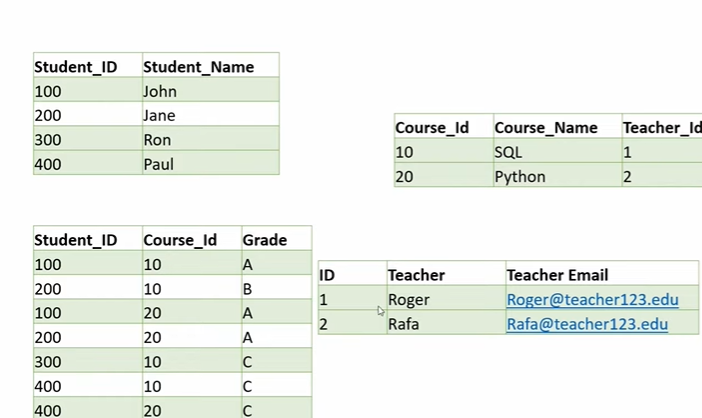 Student_ID Student_Name
100 John
200 Jane
300 Ron
400 Paul
Course_Id Course_Name Teacher_Id
10 SQL 1
20 Python 2
Student_ID Course_Id Grade
100 10 A
200 10 B
100 20 A
200 20 A
300 10 C
400 10 C
400 20 C
ID Teacher Teacher Email
1 Roger Roger@teacher123.edu
2 Rafa Rafa@teacher123.edu